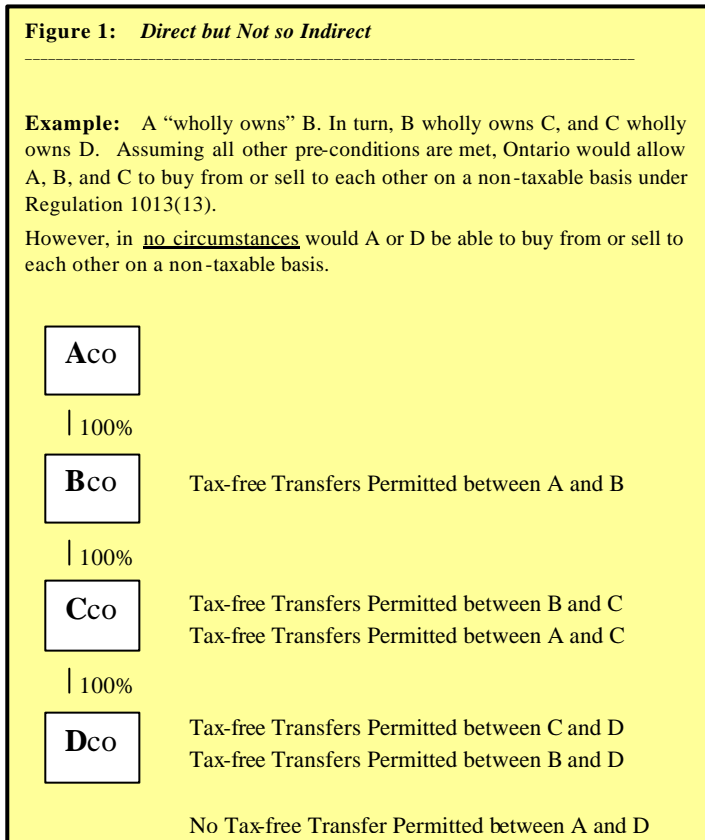 Figure 1: Direct but Not so Indirect
Example: A “wholly owns” B. In turn, B wholly owns C, and C wholly
owns D. Assuming all other pre-conditions are met, Ontario would allow
A, B, and C to buy from or sell to each other on a non-taxable basis under
Regulation 1013(13).
However, in no circumstances would A or D be able to buy from or sell to
each other on a non-taxable basis.
Aco
100%
Bco
Tax-free Transfers Permitted between A and B
100%
Cco
Tax-free Transfers Permitted between B and C
Tax-free Transfers Permitted between A and C
100%
Dco
Tax-free Transfers Permitted between C and D
Tax-free Transfers Permitted between B and D
No Tax-free Transfer Permitted between A and D